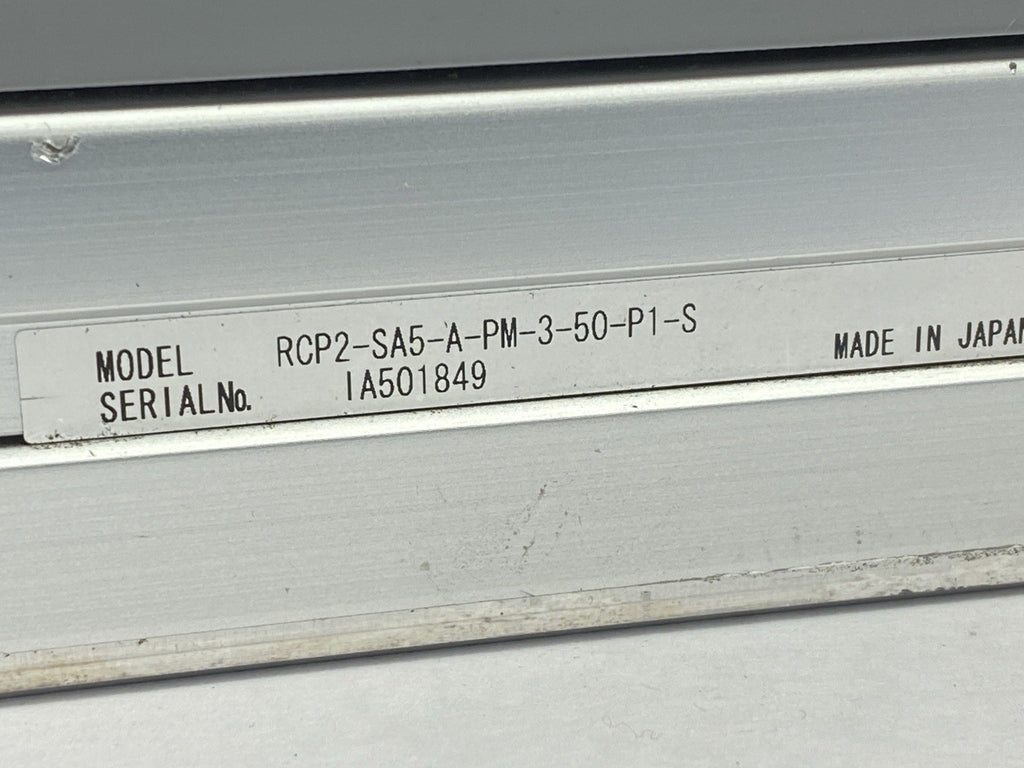 MODEL RCP2-SA5-A-PM-3-50-P1-S
SERIALNo. IA501849
MADE IN JAPAN